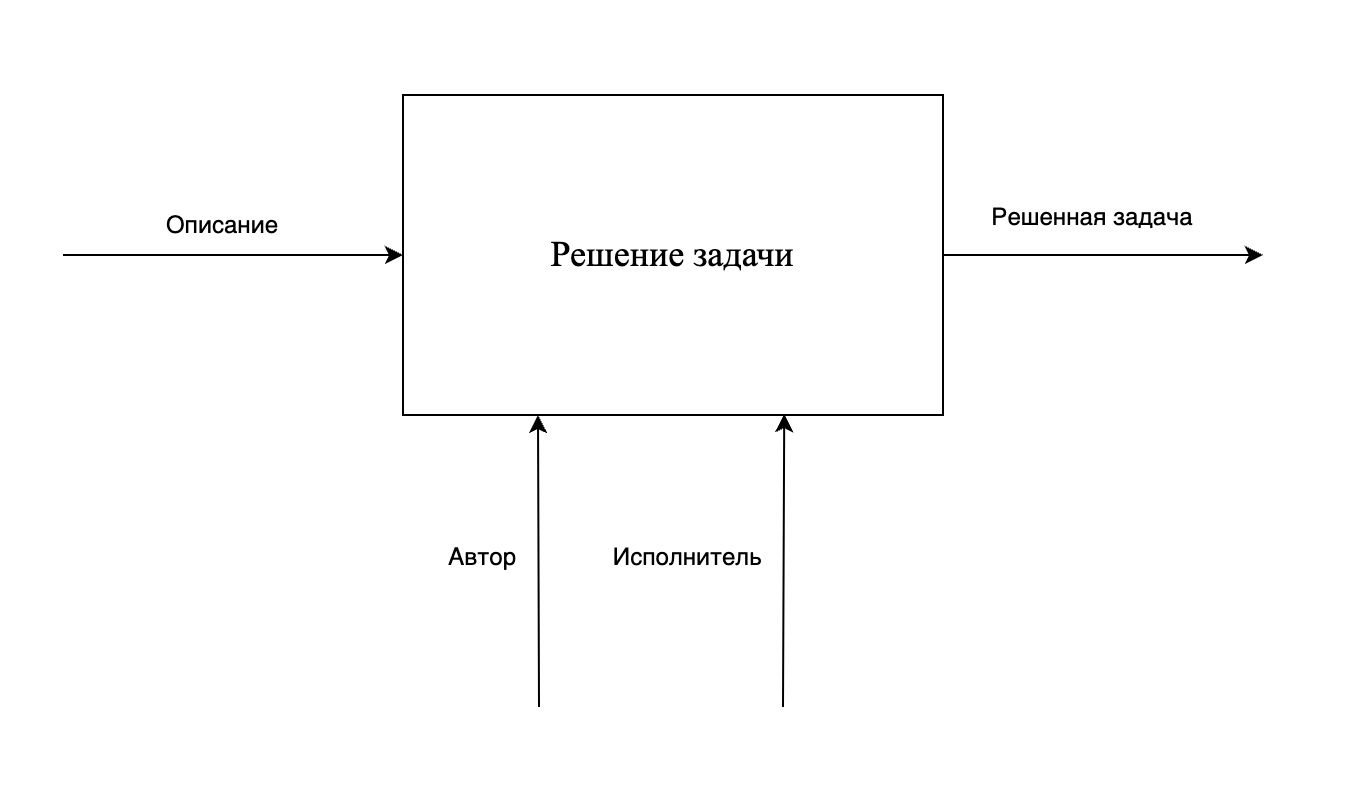 Описание
Решение задачи
Решенная задача
Автор
Исполнитель